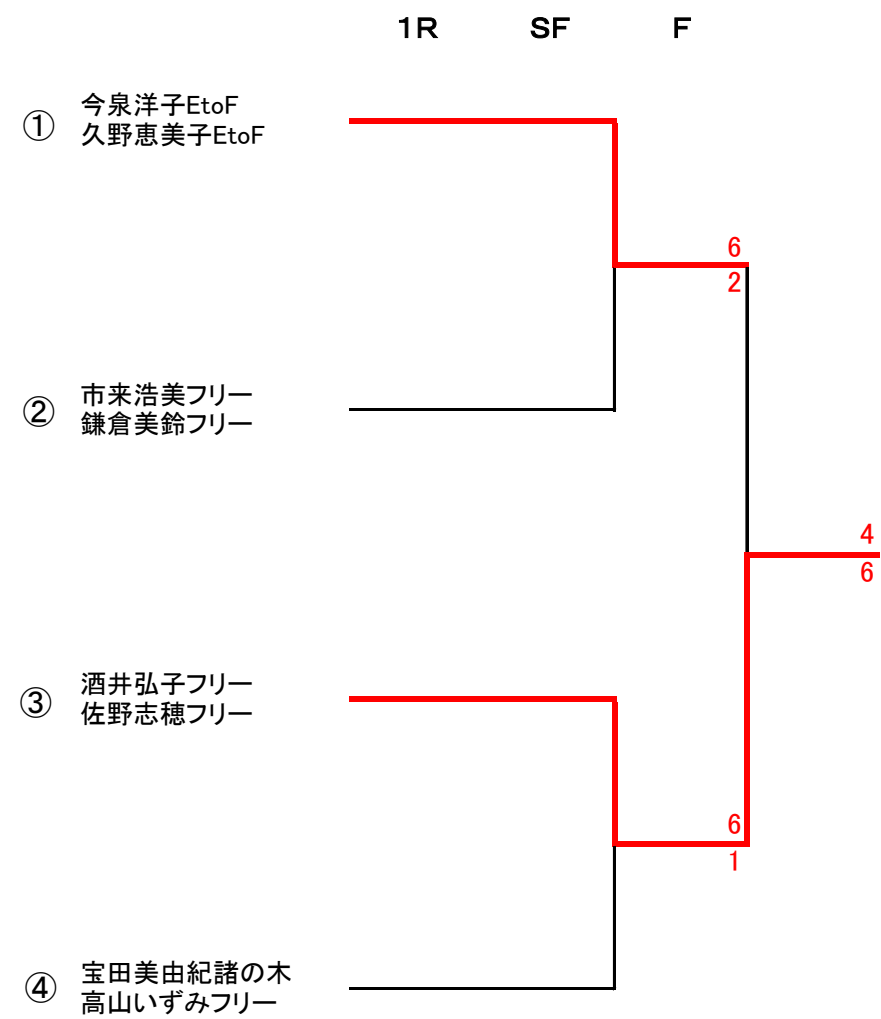 1R SF F
① 今泉洋子EtoF
久野恵美子EtoF
6
2
② 市来浩美フリー
鎌倉美鈴フリー
4
6
③ 酒井弘子フリー
佐野志穂フリー
6
1
④ 宝田美由紀諸の木
高山いずみフリー